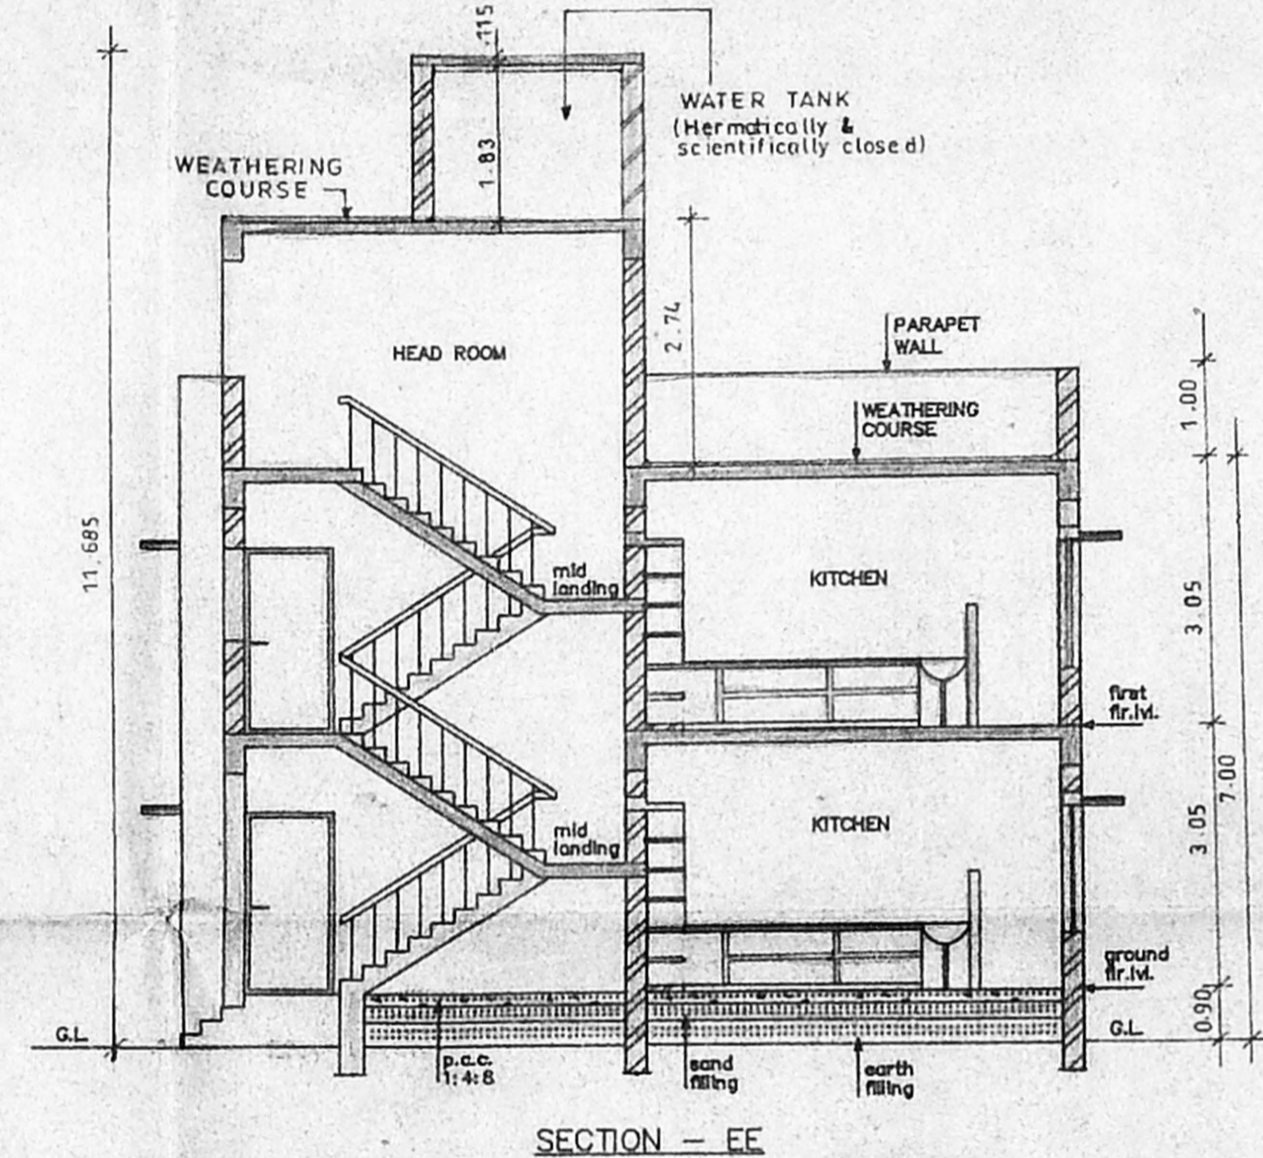 .115
WATER TANK
(Hermatically &
scientifically closed)
1.83
WEATHERING
COURSE
2.74
HEAD ROOM
PARAPET
WALL
1.00
WEATHERING
COURSE
11.685
mid
landing
KITCHEN
3.05
first
flr.lvl.
7.00
mid
landing
KITCHEN
3.05
ground
flr.lvl.
0.90
G.L
G.L
p.c.c.
1:4:8
sand
filling
earth
filling
SECTION - EE